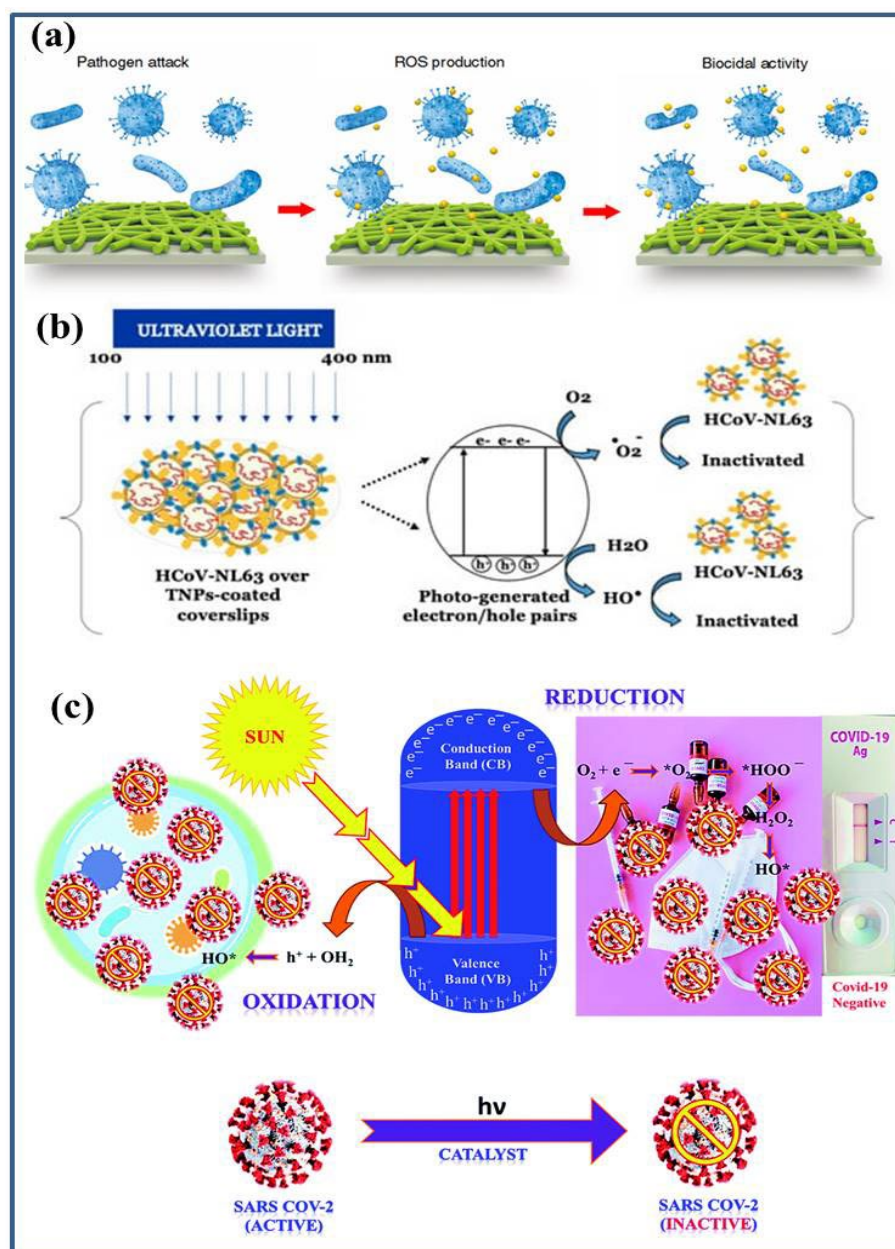 (a)
Pathogen attack
ROS production
Biocidal activity
(b)
ULTRAVIOLET LIGHT
100
400 nm
HCoV-NL63 over
TNPs-coated
coverslips
e- e- e-
h⁺ h⁺ h⁺
Photo-generated
electron/hole pairs
O2
•O2-
HCoV-NL63
Inactivated
H2O
HO*
HCoV-NL63
Inactivated
(c)
SUN
REDUCTION
e⁻ e⁻ e⁻ e⁻ e⁻ e⁻ e⁻ e⁻ e⁻
Conduction
Band (CB)
Valence
Band (VB)
h⁺ h⁺ h⁺ h⁺ h⁺ h⁺ h⁺ h⁺ h⁺ h⁺ h⁺
HO* h⁺ + OH₂
OXIDATION
O₂ + e⁻ *O₂ *HOO⁻
H₂O₂
HO*
COVID-19
Ag
Covid-19
Negative
hν
CATALYST
SARS COV-2
(ACTIVE)
SARS COV-2
(INACTIVE)